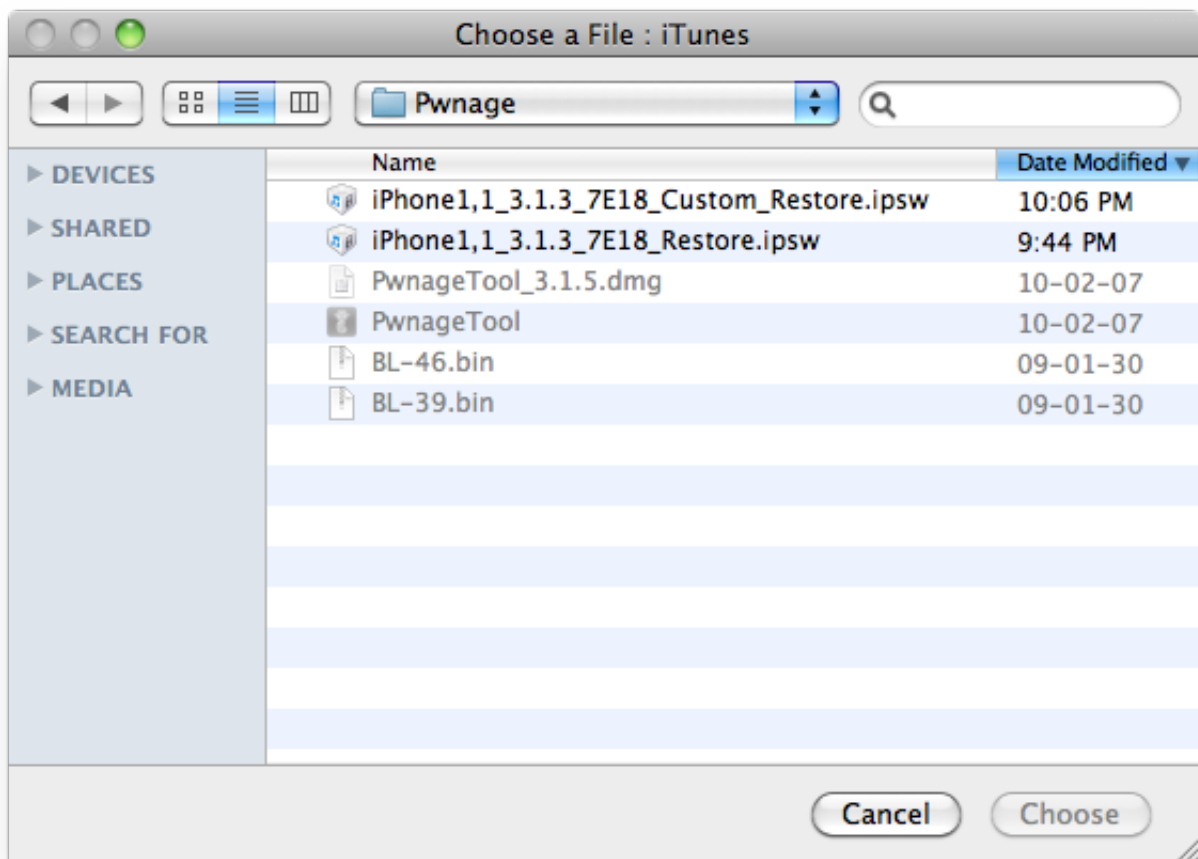 Choose a File : iTunes
Pwnage
DEVICES
SHARED
PLACES
SEARCH FOR
MEDIA
Name Date Modified
iPhone1,1_3.1.3_7E18_Custom_Restore.ipsw 10:06 PM
iPhone1,1_3.1.3_7E18_Restore.ipsw 9:44 PM
PwnageTool_3.1.5.dmg 10-02-07
PwnageTool 10-02-07
BL-46.bin 09-01-30
BL-39.bin 09-01-30
Cancel Choose